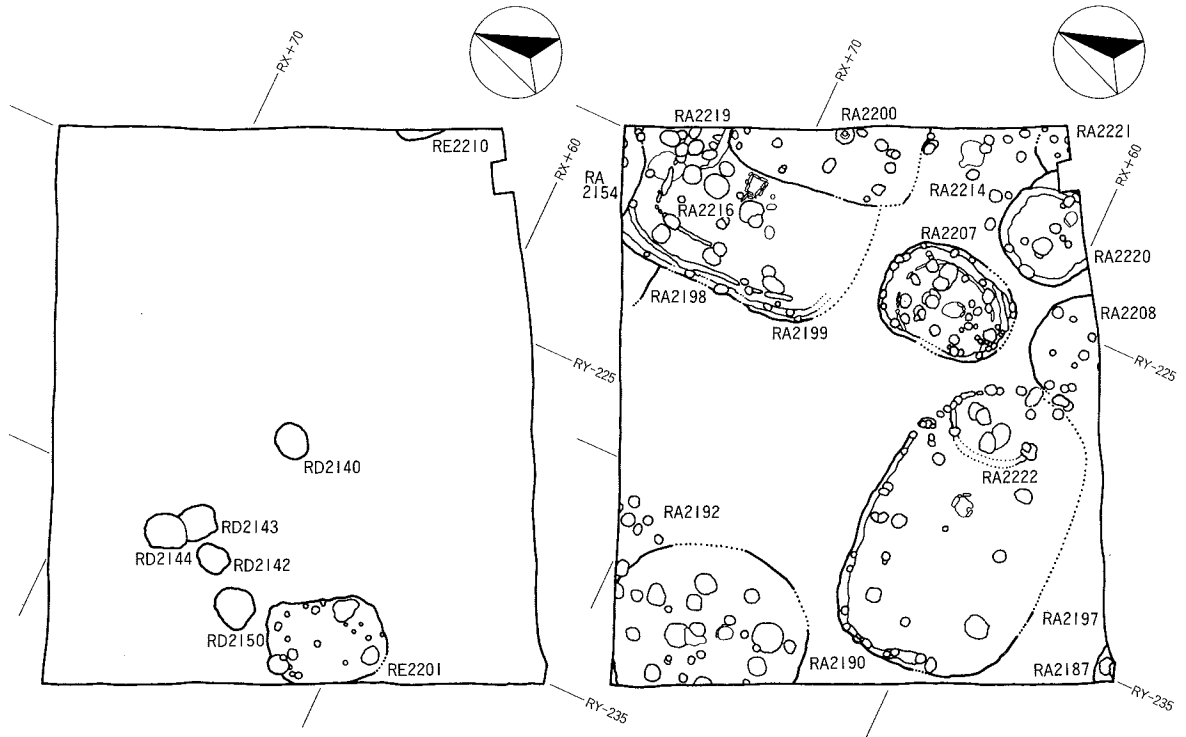 RX+70
RE2210
RX+60
RY-225
RD2140
RD2143
RD2144
RD2142
RD2150
RE2201
RY-235
RX+70
RA2219
RA2200
RA2221
RX+60
RA
2154
RA2214
RA2216
RA2207
RA2220
RA2198
RA2199
RA2208
RY-225
RA2222
RA2192
RA2197
RA2190
RA2187
RY-235